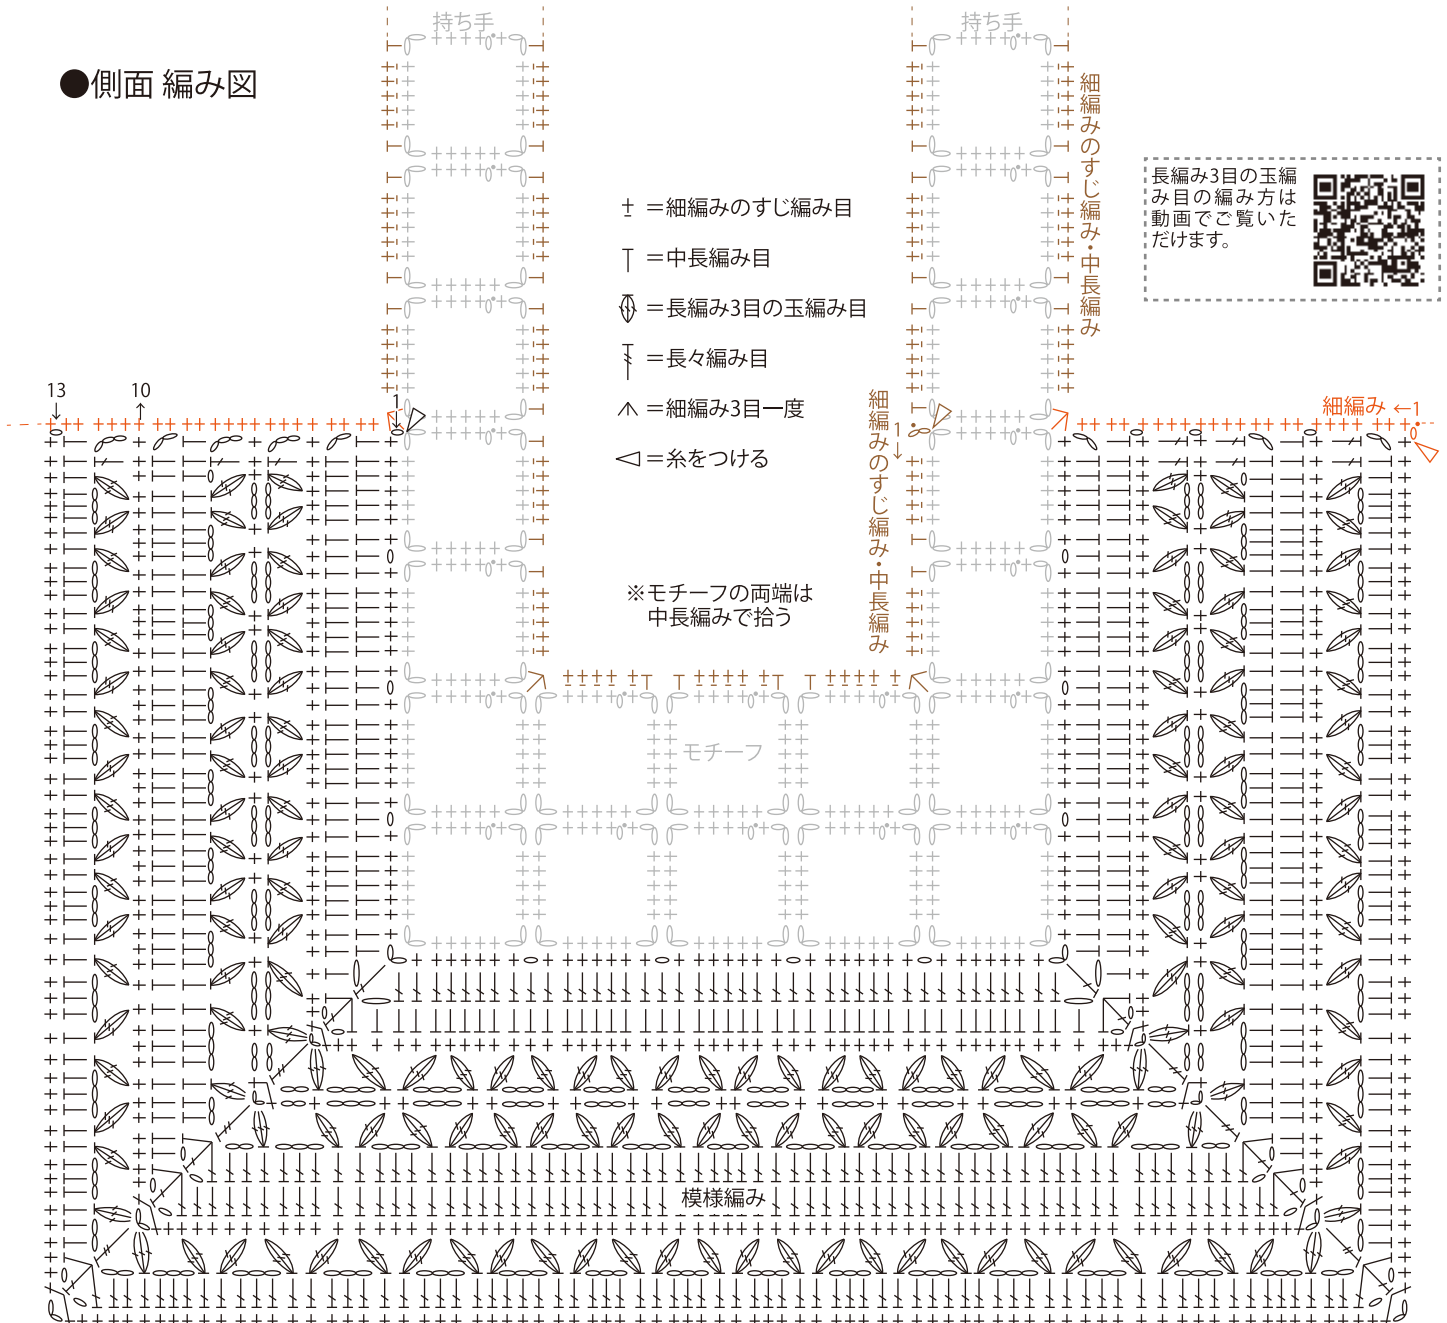 持ち手
持ち手
●側面 編み図
細編みのすじ編み・中長編み
長編み3目の玉編
み目の編み方は
動画でご覧いた
だけます。
=細編みのすじ編み目
=中長編み目
=長編み3目の玉編み目
=長々編み目
=細編み3目一度
=糸をつける
13
10
1
細編み ←1
細編みのすじ編み・中長編み
1
※モチーフの両端は
中長編みで拾う
モチーフ
模様編み